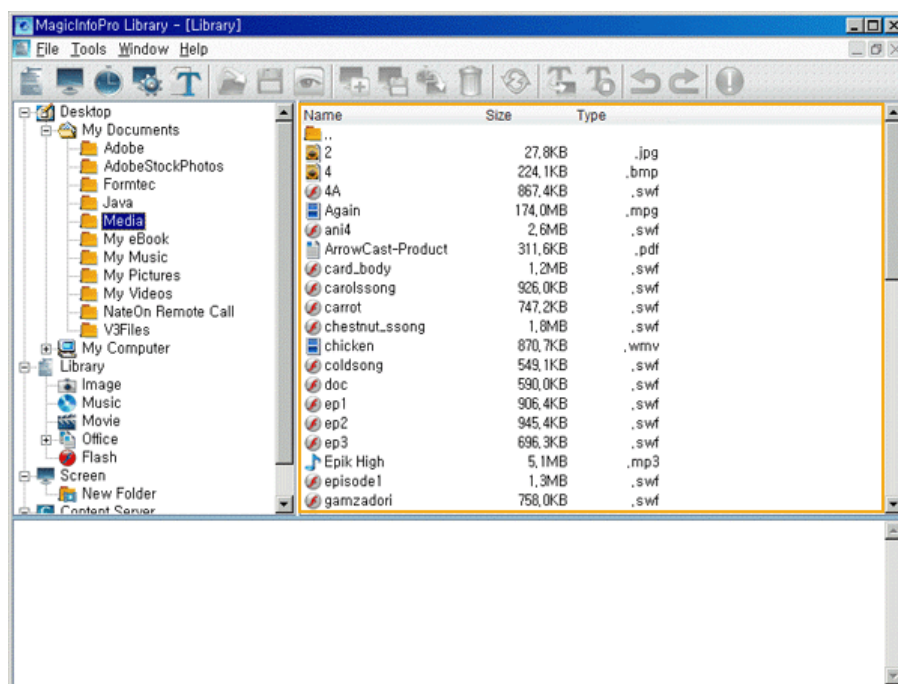 MagicInfoPro Library - [Library]
File Tools Window Help
Desktop
My Documents
Adobe
AdobeStockPhotos
Formtec
Java
Media
My eBook
My Music
My Pictures
My Videos
NateOn Remote Call
V3Files
My Computer
Library
Image
Music
Movie
Office
Flash
Screen
New Folder
Content Server
Name Size Type
..
2 27,8KB .jpg
4 224,1KB .bmp
4A 867,4KB .swf
Again 174,0MB .mpg
ani4 2,6MB .swf
ArrowCast-Product 311,6KB .pdf
card_body 1,2MB .swf
carolssong 926,0KB .swf
carrot 747,2KB .swf
chestnut_ssong 1,8MB .swf
chicken 870,7KB .wmv
coldsong 549,1KB .swf
doc 590,0KB .swf
ep1 906,4KB .swf
ep2 945,4KB .swf
ep3 696,3KB .swf
Epik High 5,1MB .mp3
episode1 1,3MB .swf
gamzadori 758,0KB .swf